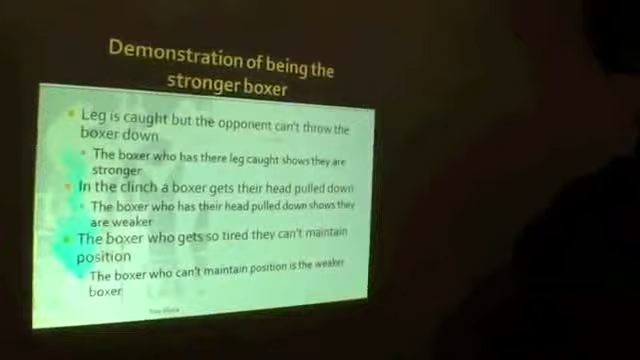 Demonstration of being the
stronger boxer
Leg is caught but the opponent can't throw the
boxer down
The boxer who has there leg caught shows they are
stronger
In the clinch a boxer gets their head pulled down
The boxer who has their head pulled down shows they
are weaker
The boxer who gets so tired they can't maintain
position
The boxer who can't maintain position is the weaker
boxer